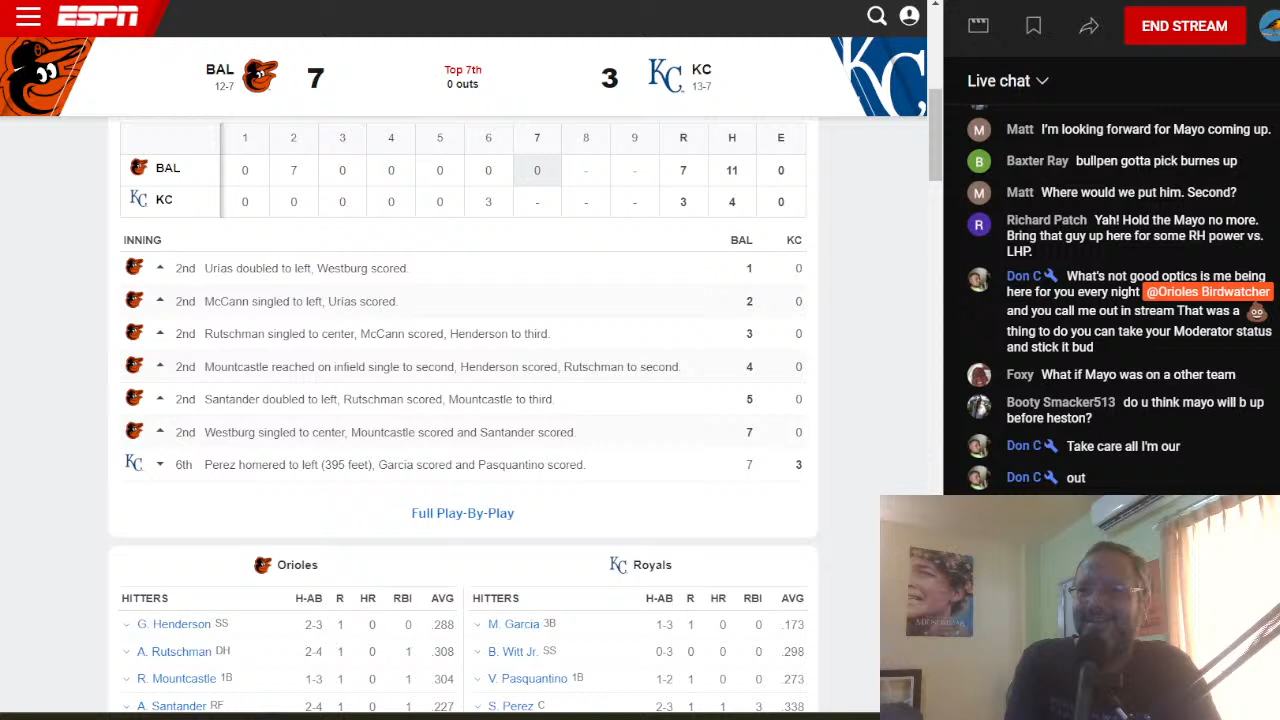 ESPN
END STREAM
BAL
12-7
7
Top 7th
0 outs
3
KC
KC
13-7
Live chat
1 2 3 4 5 6 7 8 9 R H E
BAL 0 7 0 0 0 0 0 - - 7 11 0
KC KC 0 0 0 0 0 3 - - - 3 4 0
INNING BAL KC
2nd Urias doubled to left, Westburg scored. 1 0
2nd McCann singled to left, Urias scored. 2 0
2nd Rutschman singled to center, McCann scored, Henderson to third. 3 0
2nd Mountcastle reached on infield single to second, Henderson scored, Rutschman to second. 4 0
2nd Santander doubled to left, Rutschman scored, Mountcastle to third. 5 0
2nd Westburg singled to center, Mountcastle scored and Santander scored. 7 0
KC 6th Perez homered to left (395 feet), Garcia scored and Pasquantino scored. 7 3
Full Play-By-Play
Orioles
HITTERS H-AB R HR RBI AVG
G. Henderson SS 2-3 1 0 0 .288
A. Rutschman DH 2-4 1 0 1 .308
R. Mountcastle 1B 1-3 1 0 1 .304
A. Santander RF 2-4 1 0 1 .227
KC Royals
HITTERS H-AB R HR RBI AVG
M. Garcia 3B 1-3 1 0 0 .173
B. Witt Jr. SS 0-3 0 0 0 .298
V. Pasquantino 1B 1-2 1 0 0 .273
S. Perez C 2-3 1 1 3 .338
M Matt I'm looking forward for Mayo coming up.
B Baxter Ray bullpen gotta pick burnes up
M Matt Where would we put him. Second?
R Richard Patch Yah! Hold the Mayo no more.
Bring that guy up here for some RH power vs.
LHP.
Don C What's not good optics is me being
here for you every night @Orioles Birdwatcher
and you call me out in stream That was a 💩
thing to do you can take your Moderator status
and stick it bud
Foxy What if Mayo was on a other team
Booty Smacker513 do u think mayo will b up
before heston?
Don C Take care all I'm our
Don C out